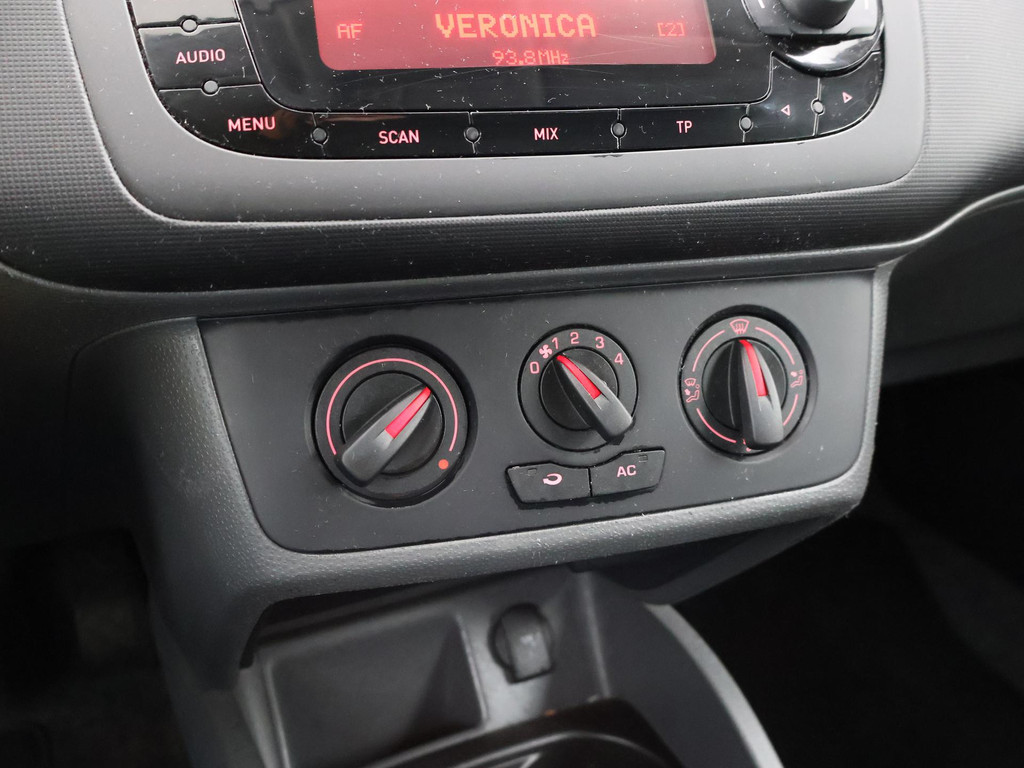 AF VERONICA [2]
93.8MHz
AUDIO
MENU SCAN MIX TP
0 1 2 3 4
AC